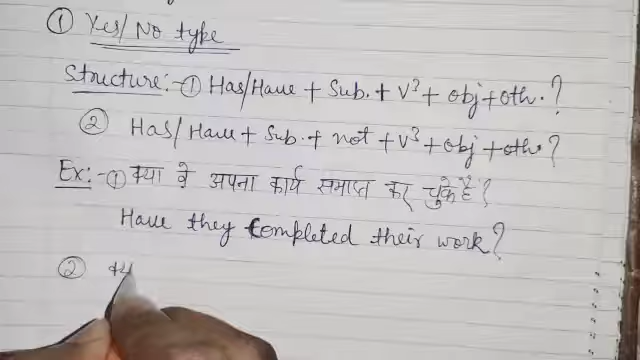 ① Yes/No type
Structure:- ① Has/Have + Sub. + V³ + Obj + Oth. ?
② Has/Have + Sub. + not + V³ + Obj + Oth. ?
Ex:- ① क्या वे अपना कार्य समाप्त कर चुके हैं?
Have they completed their work?
②